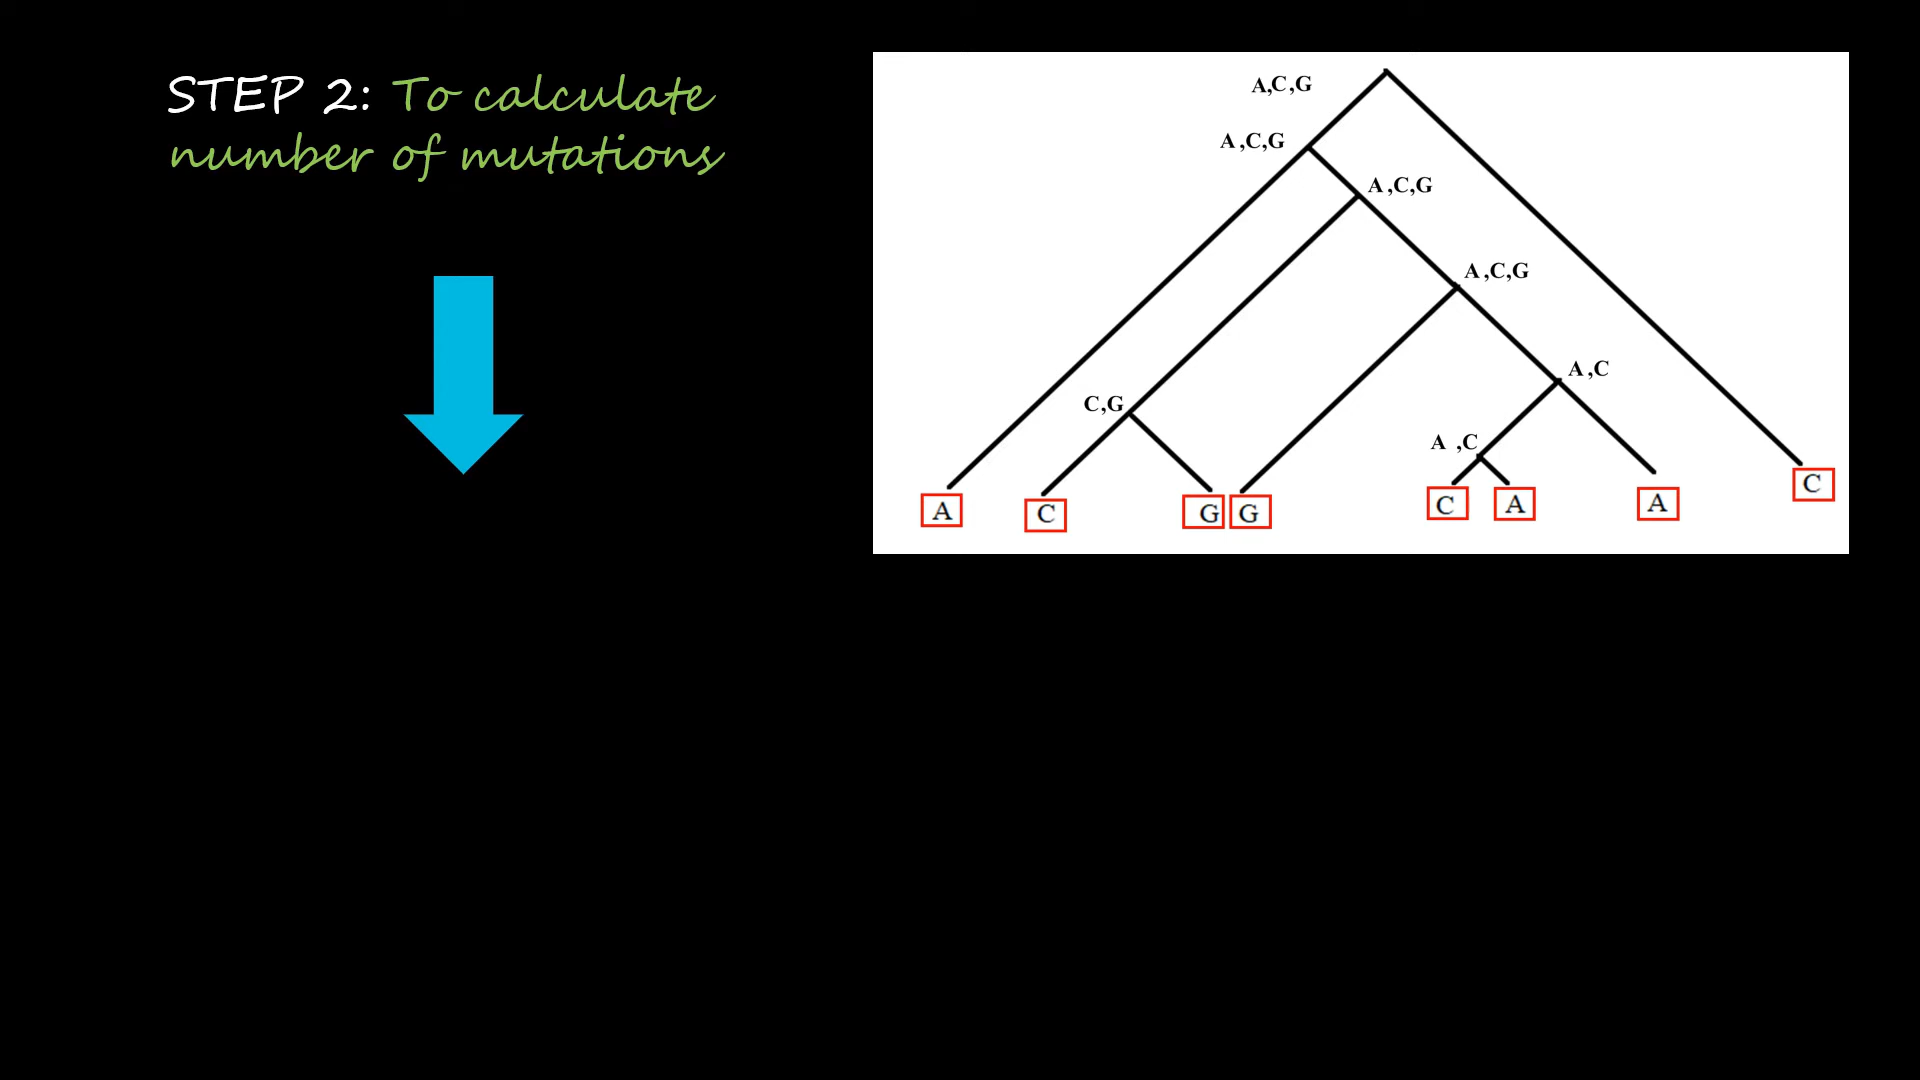 STEP 2: To calculate
number of mutations
A,C,G
A ,C,G
A ,C,G
A ,C,G
A ,C
C,G
A ,C
A
C
G
G
C
A
A
C